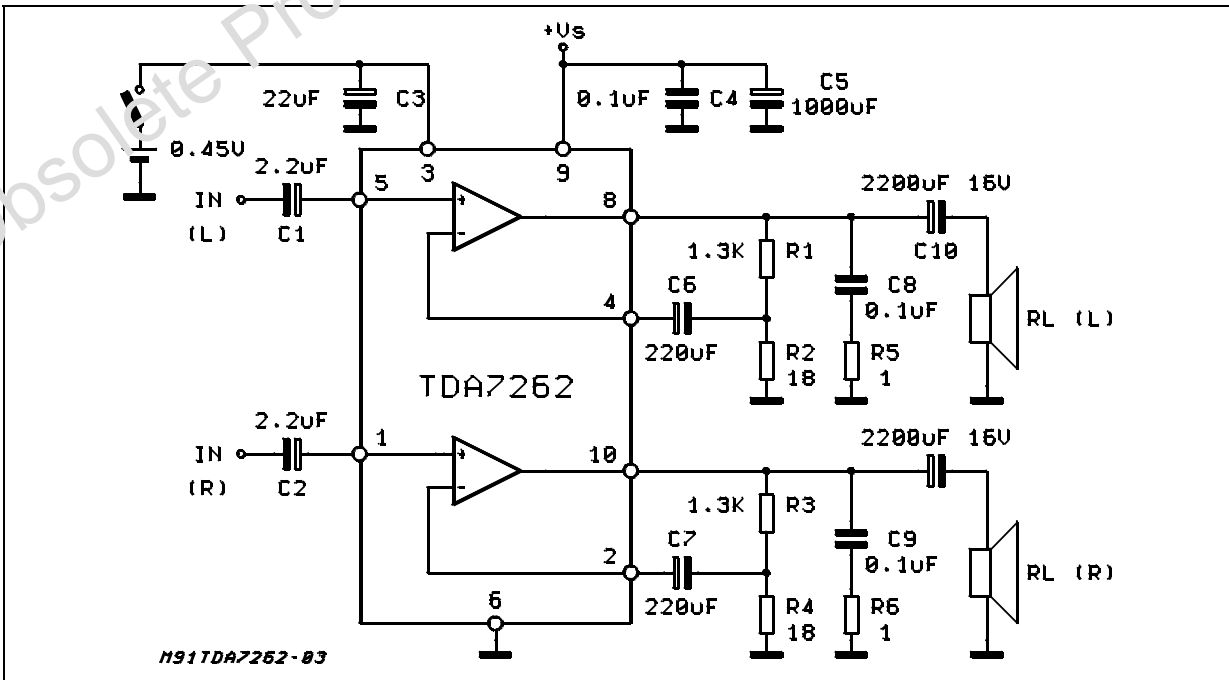 Obsolete Pro
+Vs
22uF
C3
0.1uF
C4
C5
1000uF
0.45V
2.2uF
IN
(L)
C1
5
3
9
8
2200uF 16V
C10
1.3K
R1
C6
220uF
4
C8
0.1uF
RL (L)
R2
18
R5
1
TDA7262
2.2uF
IN
(R)
C2
1
10
2200uF 16V
1.3K
R3
C7
220uF
2
C9
0.1uF
RL (R)
6
R4
18
R6
1
M91TDA7262-03